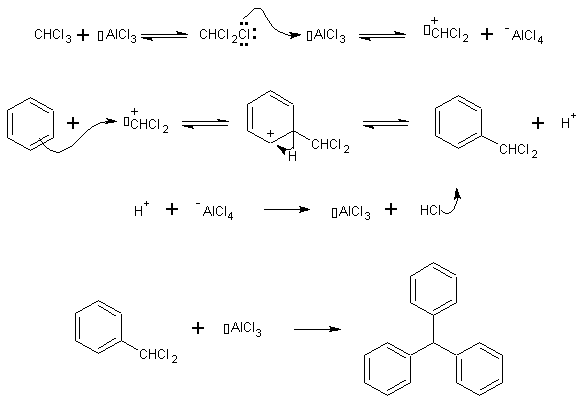 CHCl3 + ▯AlCl3 CHCl2Cl ▯AlCl3 ▯+CHCl2 + -AlCl4
+ ▯+CHCl2 + H CHCl2 CHCl2 + H+
H+ + -AlCl4 ▯AlCl3 + HCl
CHCl2 + ▯AlCl3